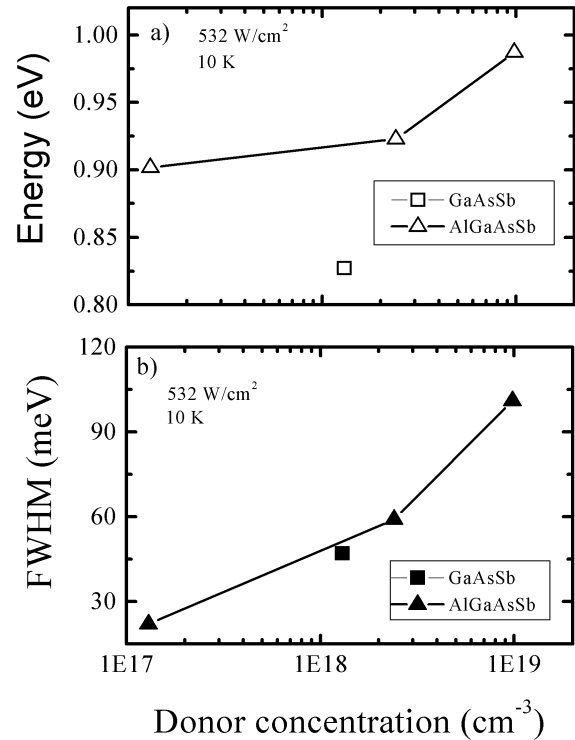 1.00
0.95
0.90
0.85
0.80
Energy (eV)
a)
532 W/cm²
10 K
GaAsSb
AlGaAsSb
120
90
60
30
FWHM (meV)
b)
532 W/cm²
10 K
GaAsSb
AlGaAsSb
1E17
1E18
1E19
Donor concentration (cm⁻³)